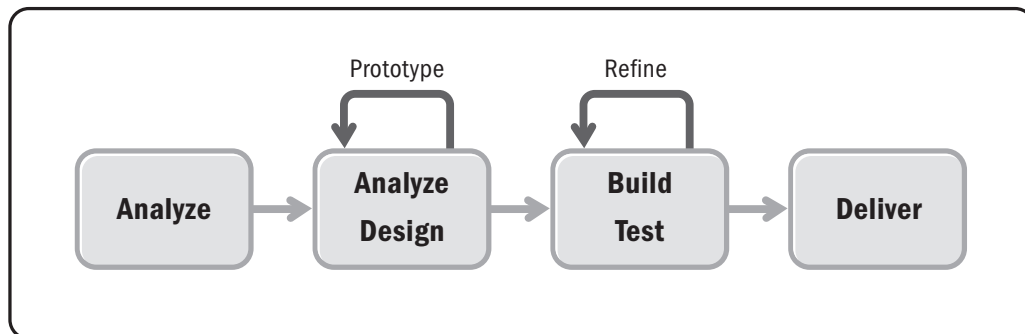 Prototype
Refine
Analyze
Analyze
Design
Build
Test
Deliver